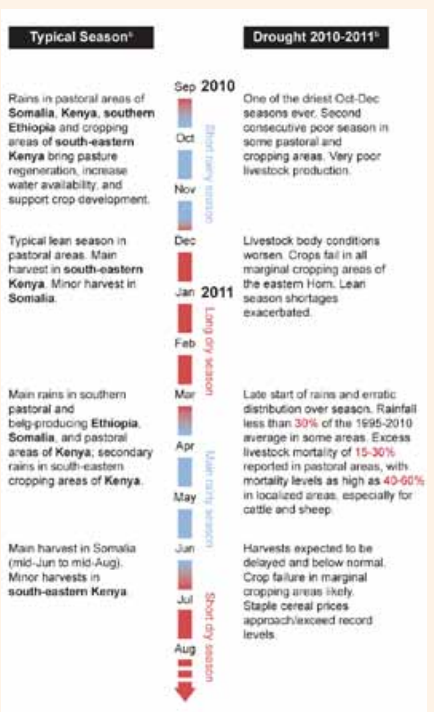 Typical Seasonᵃ
Rains in pastoral areas of
Somalia, Kenya, southern
Ethiopia and cropping
areas of south-eastern
Kenya bring pasture
regeneration, increase
water availability, and
support crop development.
Typical lean season in
pastoral areas. Main
harvest in south-eastern
Kenya. Minor harvest in
Somalia.
Main rains in southern
pastoral and
belg-producing Ethiopia,
Somalia, and pastoral
areas of Kenya; secondary
rains in south-eastern
cropping areas of Kenya.
Main harvest in Somalia
(mid-Jun to mid-Aug).
Minor harvests in
south-eastern Kenya
Sep 2010
Oct
Nov
Dec
Jan 2011
Feb
Mar
Apr
May
Jun
Jul
Aug
Short rainy season
Long dry season
Main rainy season
Short dry season
Drought 2010-2011ᵇ
One of the driest Oct-Dec
seasons ever. Second
consecutive poor season in
some pastoral and
cropping areas. Very poor
livestock production.
Livestock body conditions
worsen. Crops fail in all
marginal cropping areas of
the eastern Horn. Lean
season shortages
exacerbated.
Late start of rains and erratic
distribution over season. Rainfall
less than 30% of the 1995-2010
average in some areas. Excess
livestock mortality of 15-30%
reported in pastoral areas, with
mortality levels as high as 40-60%
in localized areas, especially for
cattle and sheep
Harvests expected to be
delayed and below normal.
Crop failure in marginal
cropping areas likely.
Staple cereal prices
approach/exceed record
levels.